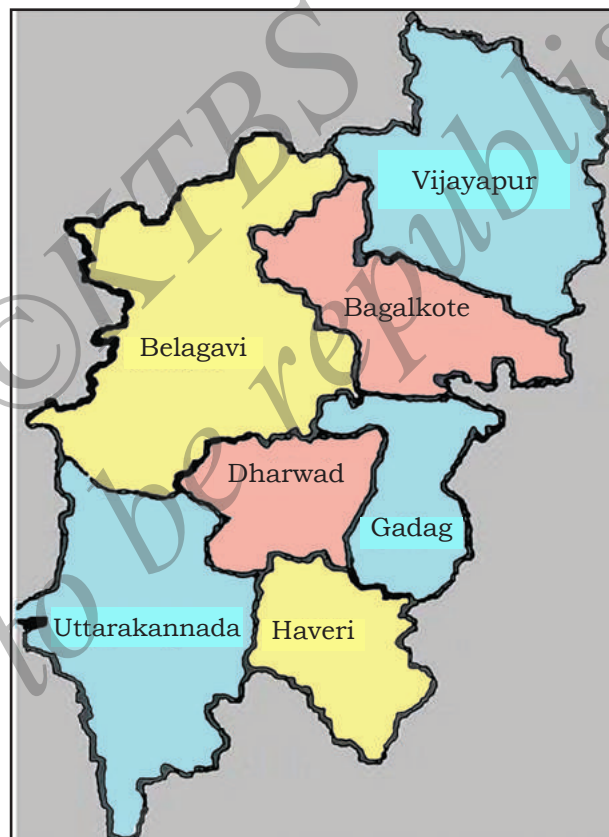 Vijayapur
Bagalkote
Belagavi
Dharwad
Gadag
Uttarakannada
Haveri
©KTBS
to be republis